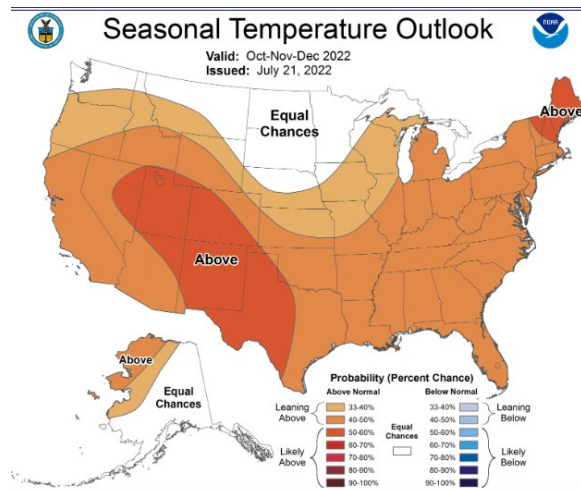 Seasonal Temperature Outlook
NOAA
Valid: Oct-Nov-Dec 2022
Issued: July 21, 2022
Equal
Chances
Above
Above
Above
Equal
Chances
Probability (Percent Chance)
Above Normal
Below Normal
Leaning
Above
33-40%
40-50%
Likely
Above
50-60%
60-70%
70-80%
80-90%
90-100%
Equal
Chances
33-40%
40-50%
Leaning
Below
50-60%
60-70%
70-80%
80-90%
90-100%
Likely
Below